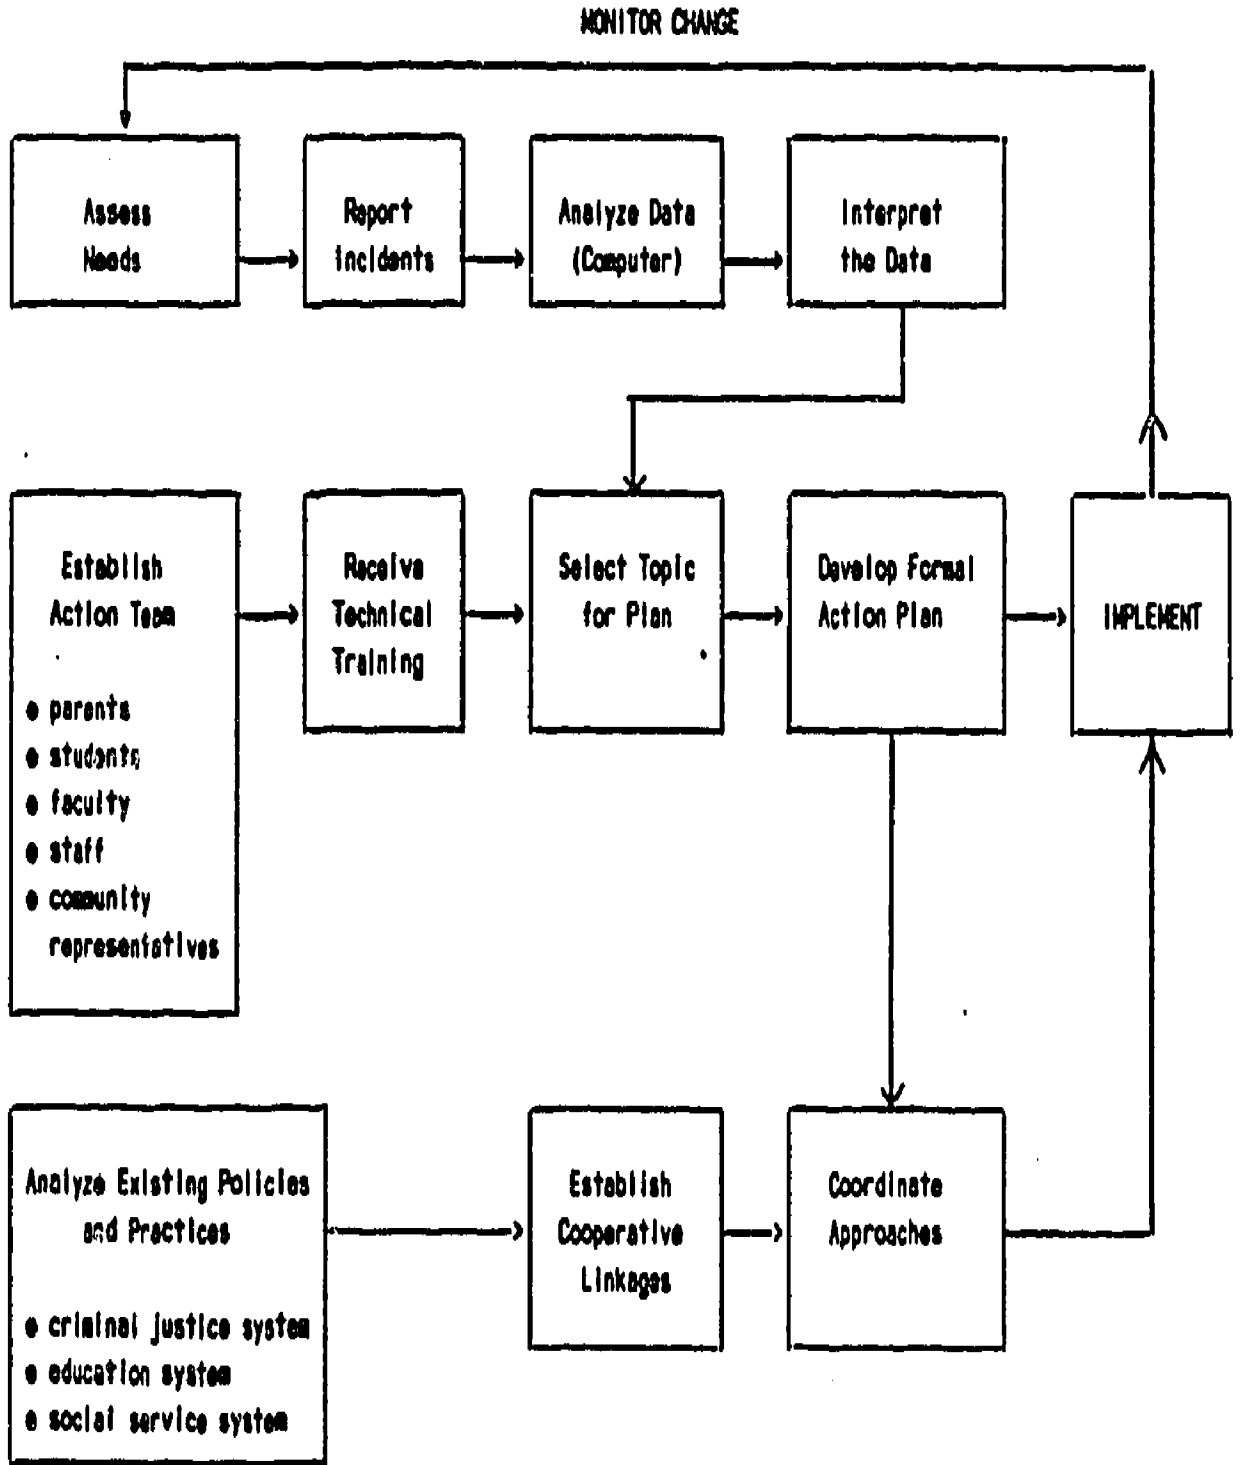 MONITOR CHANGE
Assess
Needs
Report
Incidents
Analyze Data
(Computer)
Interpret
the Data
Establish
Action Team
● parents
● students
● faculty
● staff
● community
representatives
Receive
Technical
Training
Select Topic
for Plan
Develop Formal
Action Plan
IMPLEMENT
Analyze Existing Policies
and Practices
● criminal justice system
● education system
● social service system
Establish
Cooperative
Linkages
Coordinate
Approaches